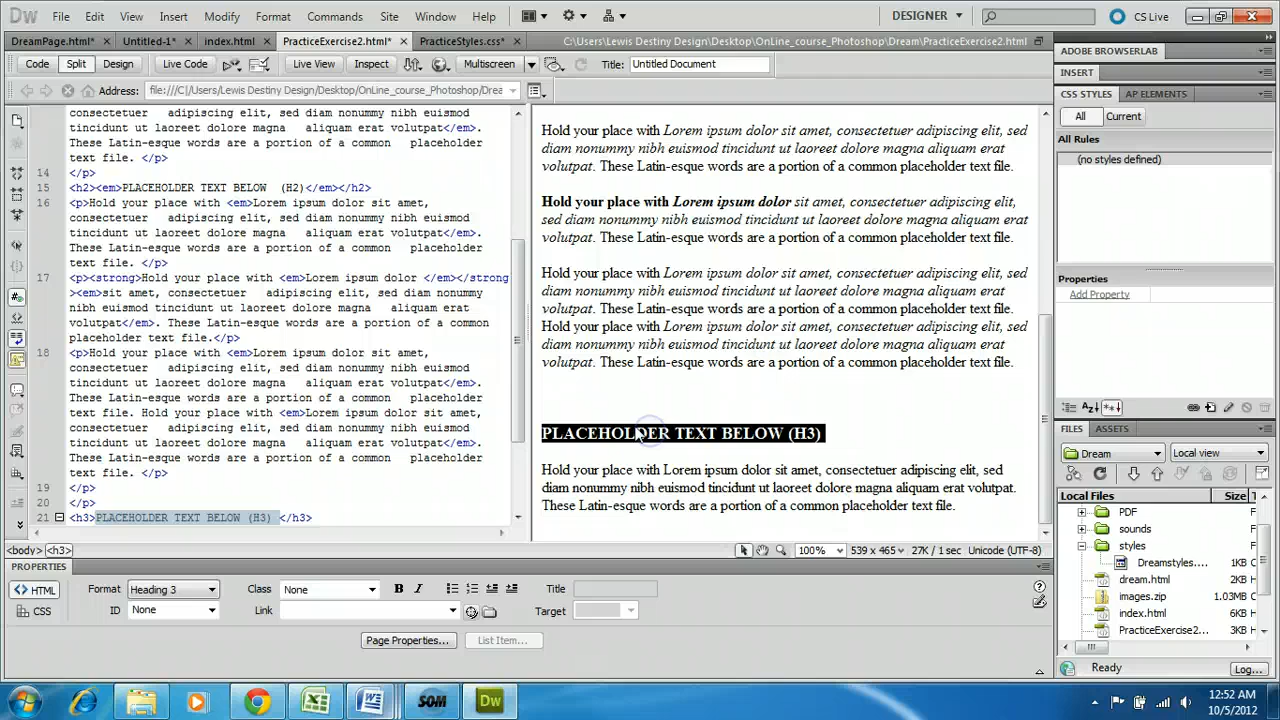 Dw File Edit View Insert Modify Format Commands Site Window Help DESIGNER CS Live
DreamPage.html* Untitled-1* index.html PracticeExercise2.html* PracticeStyles.css* C:\Users\Lewis Destiny Design\Desktop\OnLine_course_Photoshop\Dream\PracticeExercise2.html
Code Split Design Live Code Live View Inspect Multiscreen Title: Untitled Document
Address: file:///C|/Users/Lewis Destiny Design/Desktop/OnLine_course_Photoshop/Drea
consectetuer adipiscing elit, sed diam nonummy nibh euismod
tincidunt ut laoreet dolore magna aliquam erat volutpat</em>.
These Latin-esque words are a portion of a common placeholder
text file. </p>
14 </p>
15 <h2><em>PLACEHOLDER TEXT BELOW (H2)</em></h2>
16 <p>Hold your place with <em>Lorem ipsum dolor sit amet,
consectetuer adipiscing elit, sed diam nonummy nibh euismod
tincidunt ut laoreet dolore magna aliquam erat volutpat</em>.
These Latin-esque words are a portion of a common placeholder
text file. </p>
17 <p><strong>Hold your place with <em>Lorem ipsum dolor </em></strong
><em>sit amet, consectetuer adipiscing elit, sed diam nonummy
nibh euismod tincidunt ut laoreet dolore magna aliquam erat
volutpat</em>. These Latin-esque words are a portion of a common
placeholder text file.</p>
18 <p>Hold your place with <em>Lorem ipsum dolor sit amet,
consectetuer adipiscing elit, sed diam nonummy nibh euismod
tincidunt ut laoreet dolore magna aliquam erat volutpat</em>.
These Latin-esque words are a portion of a common placeholder
text file. Hold your place with <em>Lorem ipsum dolor sit amet,
consectetuer adipiscing elit, sed diam nonummy nibh euismod
tincidunt ut laoreet dolore magna aliquam erat volutpat</em>.
These Latin-esque words are a portion of a common placeholder
text file. </p>
19 </p>
20 </p>
21 <h3>PLACEHOLDER TEXT BELOW (H3) </h3>
Hold your place with Lorem ipsum dolor sit amet, consectetuer adipiscing elit, sed
diam nonummy nibh euismod tincidunt ut laoreet dolore magna aliquam erat
volutpat. These Latin-esque words are a portion of a common placeholder text file.
Hold your place with Lorem ipsum dolor sit amet, consectetuer adipiscing elit,
sed diam nonummy nibh euismod tincidunt ut laoreet dolore magna aliquam erat
volutpat. These Latin-esque words are a portion of a common placeholder text file.
Hold your place with Lorem ipsum dolor sit amet, consectetuer adipiscing elit, sed
diam nonummy nibh euismod tincidunt ut laoreet dolore magna aliquam erat
volutpat. These Latin-esque words are a portion of a common placeholder text file.
Hold your place with Lorem ipsum dolor sit amet, consectetuer adipiscing elit, sed
diam nonummy nibh euismod tincidunt ut laoreet dolore magna aliquam erat
volutpat. These Latin-esque words are a portion of a common placeholder text file.
PLACEHOLDER TEXT BELOW (H3)
Hold your place with Lorem ipsum dolor sit amet, consectetuer adipiscing elit, sed
diam nonummy nibh euismod tincidunt ut laoreet dolore magna aliquam erat volutpat.
These Latin-esque words are a portion of a common placeholder text file.
<body> <h3> 100% 539 x 465 27K / 1 sec Unicode (UTF-8)
PROPERTIES
<> HTML Format Heading 3 Class None B I Title
CSS ID None Link Target
Page Properties... List Item...
ADOBE BROWSERLAB
INSERT
CSS STYLES AP ELEMENTS
All Current
All Rules
(no styles defined)
Properties
Add Property
FILES ASSETS
Dream Local view
Local Files Size
PDF F
sounds F
styles F
Dreamstyles.... 1KB
dream.html 2KB
images.zip 1.03MB
index.html 6KB
PracticeExercise2... 3KB
Ready Log...
SOM Dw
12:52 AM
10/5/2012